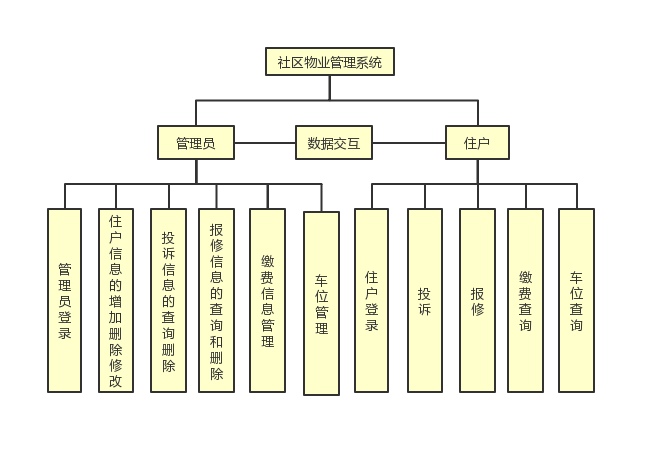 社区物业管理系统
管理员
数据交互
住户
管理员登录
住户信息的增加删除修改
投诉信息的查询删除
报修信息的查询和删除
缴费信息管理
车位管理
住户登录
投诉
报修
缴费查询
车位查询